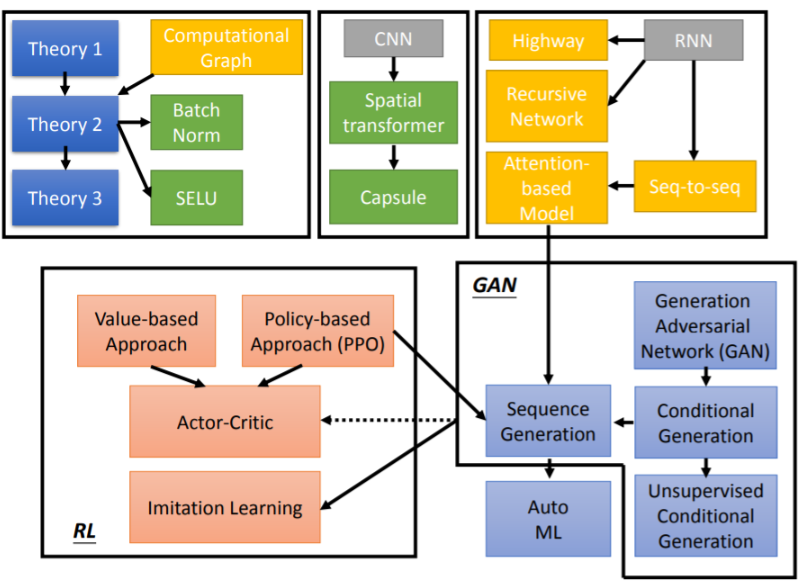 Theory 1
Computational
Graph
Theory 2
Batch
Norm
Theory 3
SELU
CNN
Spatial
transformer
Capsule
Highway
RNN
Recursive
Network
Attention-
based
Model
Seq-to-seq
Value-based
Approach
Policy-based
Approach (PPO)
Actor-Critic
Imitation Learning
RL
GAN
Generation
Adversarial
Network (GAN)
Sequence
Generation
Conditional
Generation
Auto
ML
Unsupervised
Conditional
Generation